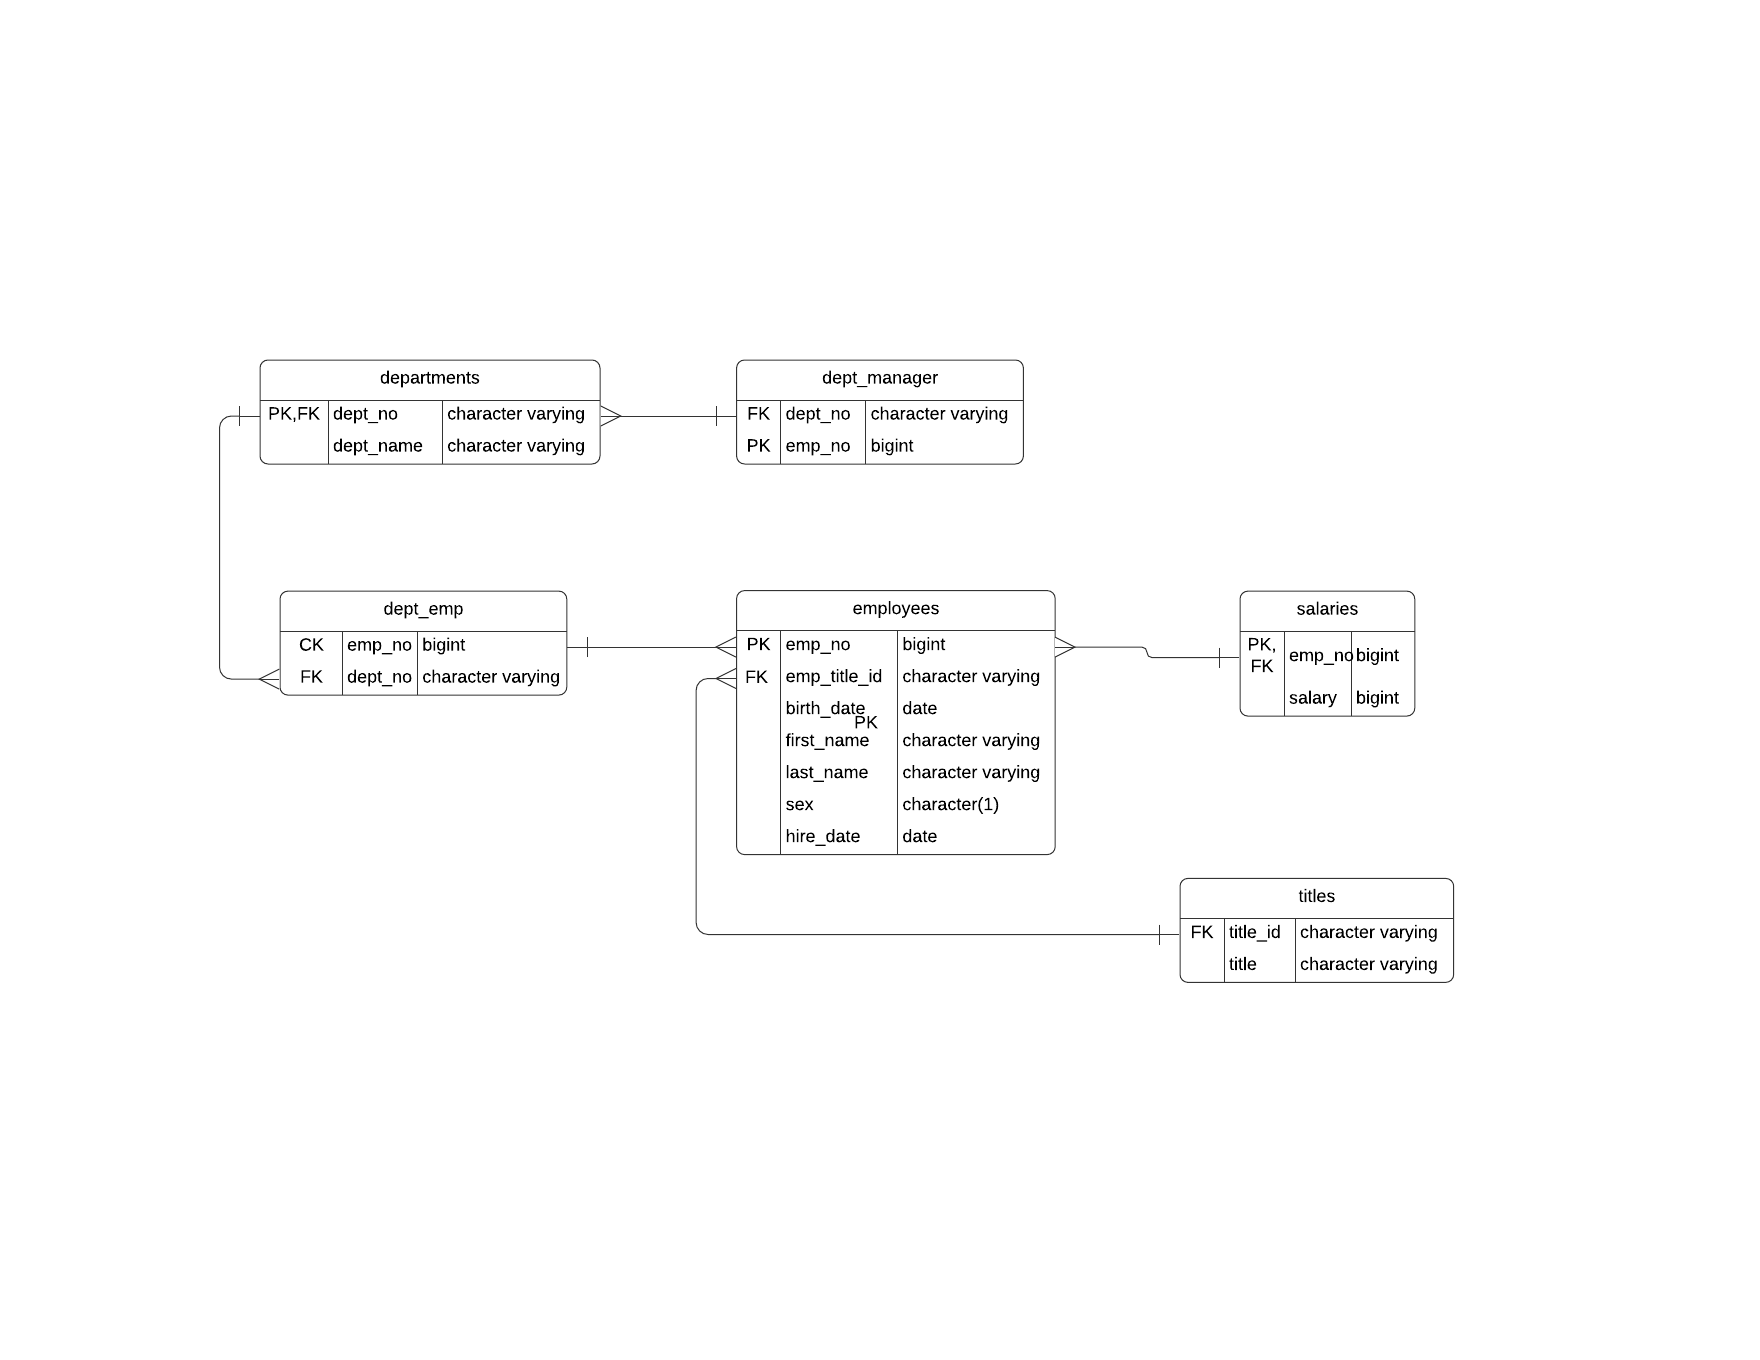 departments
PK,FK dept_no character varying
dept_name character varying
dept_manager
FK dept_no character varying
PK emp_no bigint
dept_emp
CK emp_no bigint
FK dept_no character varying
employees
PK emp_no bigint
FK emp_title_id character varying
birth_date date
PK
first_name character varying
last_name character varying
sex character(1)
hire_date date
salaries
PK,
FK emp_no bigint
salary bigint
titles
FK title_id character varying
title character varying